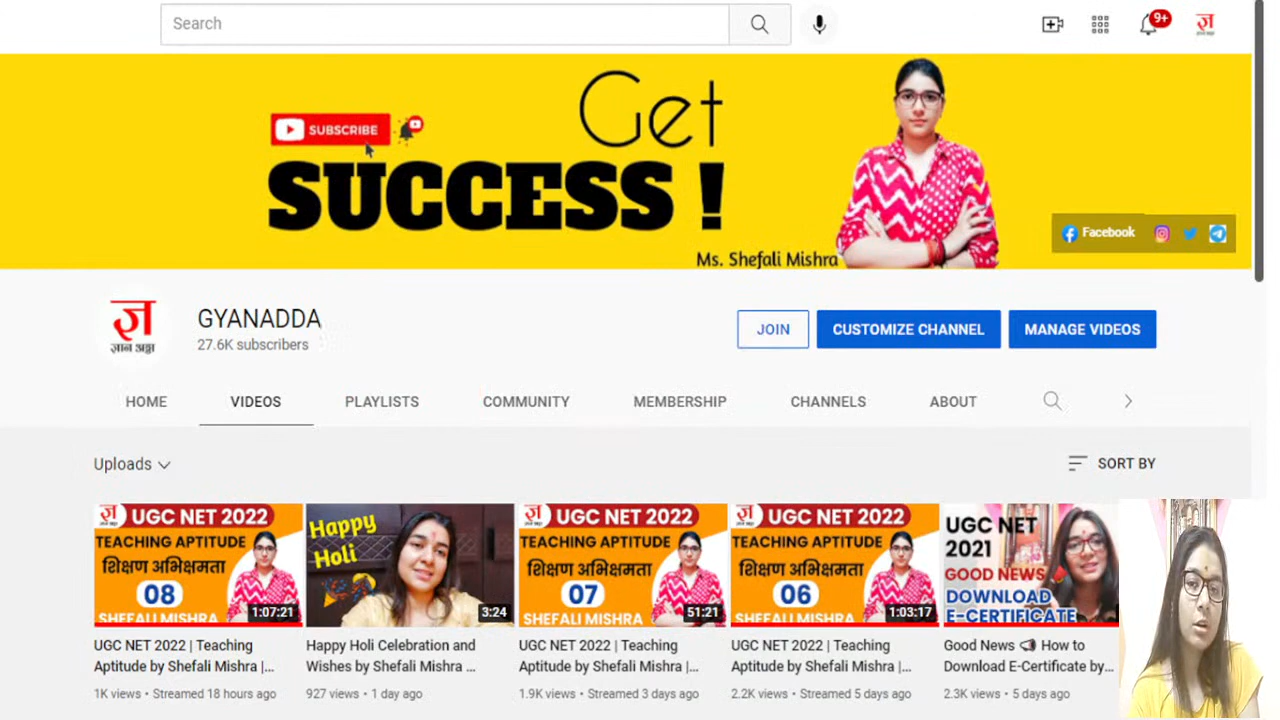 Search
9+
ज्ञ
SUBSCRIBE
Get
SUCCESS !
Ms. Shefali Mishra
Facebook
ज्ञ
ज्ञान अड्डा
GYANADDA
27.6K subscribers
JOIN
CUSTOMIZE CHANNEL
MANAGE VIDEOS
HOME
VIDEOS
PLAYLISTS
COMMUNITY
MEMBERSHIP
CHANNELS
ABOUT
Uploads
SORT BY
ज्ञ
UGC NET 2022
TEACHING APTITUDE
शिक्षण अभिक्षमता
08
SHEFALI MISHRA
1:07:21
UGC NET 2022 | Teaching
Aptitude by Shefali Mishra |...
1K views • Streamed 18 hours ago
Happy
Holi
3:24
Happy Holi Celebration and
Wishes by Shefali Mishra ...
927 views • 1 day ago
ज्ञ
UGC NET 2022
TEACHING APTITUDE
शिक्षण अभिक्षमता
07
SHEFALI MISHRA
51:21
UGC NET 2022 | Teaching
Aptitude by Shefali Mishra |...
1.9K views • Streamed 3 days ago
ज्ञ
UGC NET 2022
TEACHING APTITUDE
शिक्षण अभिक्षमता
06
SHEFALI MISHRA
1:03:17
UGC NET 2022 | Teaching
Aptitude by Shefali Mishra |...
2.2K views • Streamed 5 days ago
UGC NET
2021
GOOD NEWS
DOWNLOAD
E-CERTIFICATE
Good News 📢 How to
Download E-Certificate by...
2.3K views • 5 days ago